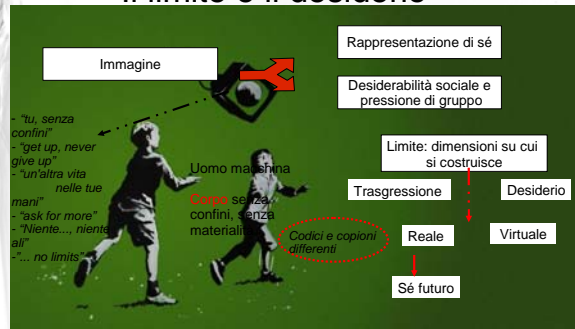 Il limite e il desiderio
Immagine
Rappresentazione di sé
Desiderabilità sociale e
pressione di gruppo
- "tu, senza
confini"
- "get up, never
give up"
- "un'altra vita
nelle tue
mani"
- "ask for more"
- "Niente..., niente
ali"
-"... no limits"
Uomo macchina
Corpo senza
confini, senza
materialità
Codici e copioni
differenti
Limite: dimensioni su cui
si costruisce
Trasgressione
Desiderio
Reale
Virtuale
Sé futuro